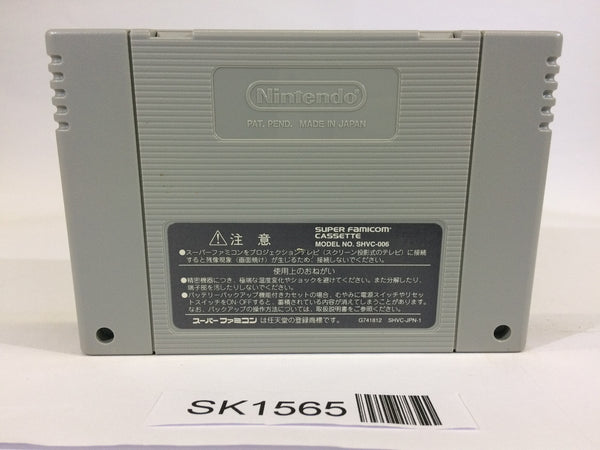 Nintendo®
PAT. PEND. MADE IN JAPAN
注意
SUPER FAMICOM™
CASSETTE
MODEL NO. SHVC-006
●スーパーファミコンをプロジェクションテレビ（スクリーン投影式のテレビ）に接続
すると残像現象（画面焼け）が生じるため、接続しないでください。
使用上のおねがい
●精密機器につき、極端な温度変化やショックを避けてください。また分解したり、
端子部を汚したりしないでください。
●バッテリーバックアップ機能付きカセットの場合、むやみに電源スイッチやリセッ
トスイッチをON・OFFすると、蓄積されている内容が消えてしまうことがあります。
なお、バックアップの操作方法については、取扱説明書をご参照ください。
スーパーファミコンは任天堂の登録商標です。
G741812 SHVC-JPN-1
SK1565